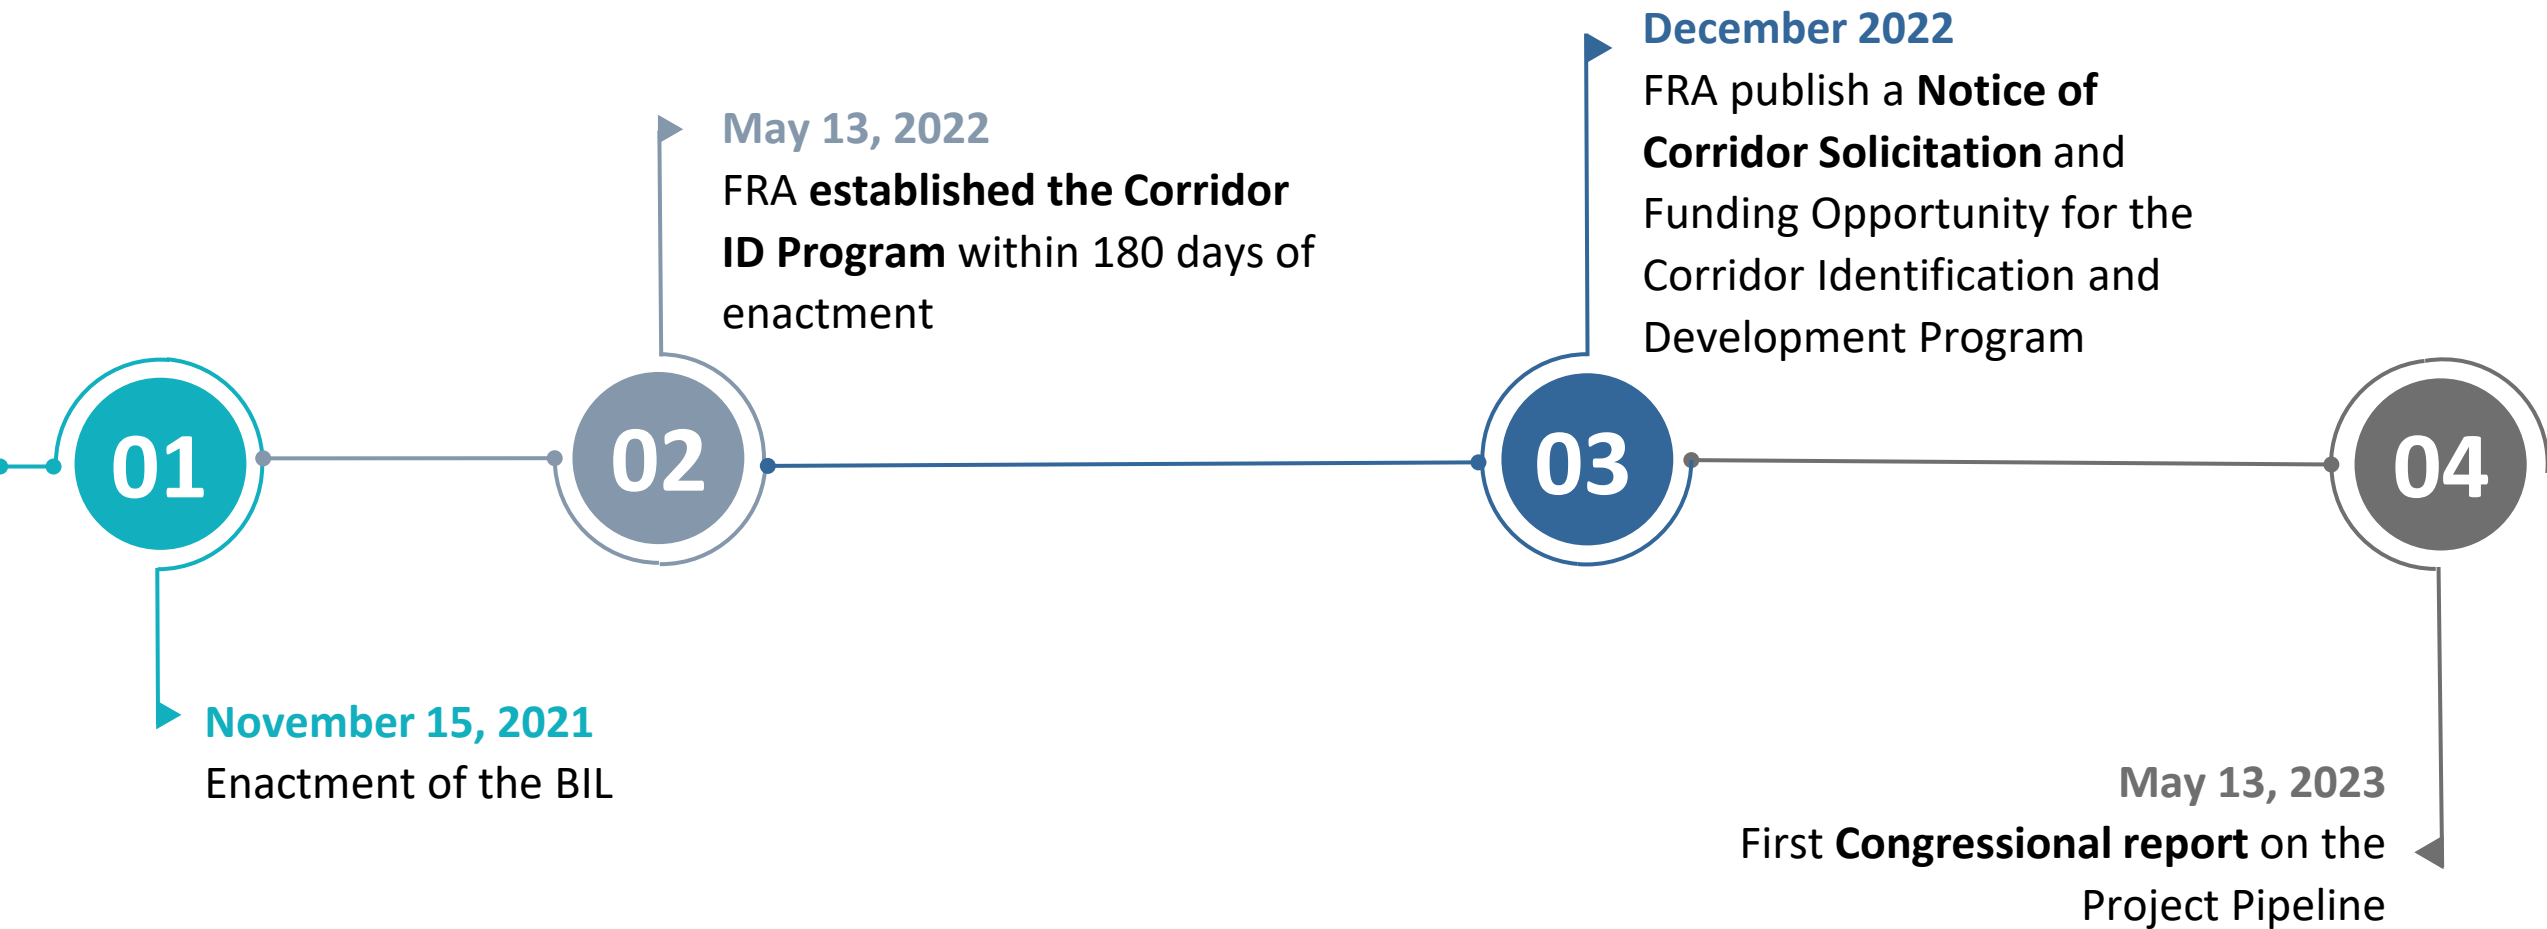 01
November 15, 2021
Enactment of the BIL
02
May 13, 2022
FRA established the Corridor
ID Program within 180 days of
enactment
03
December 2022
FRA publish a Notice of
Corridor Solicitation and
Funding Opportunity for the
Corridor Identification and
Development Program
04
May 13, 2023
First Congressional report on the
Project Pipeline